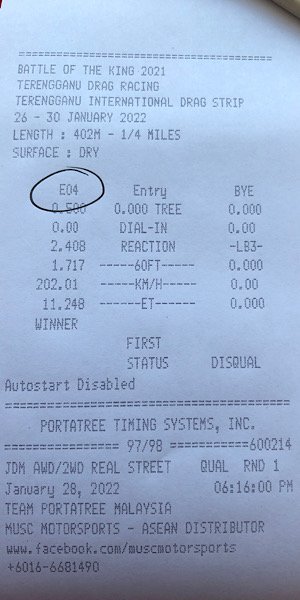 BATTLE OF THE KING 2021
TERENGGANU DRAG RACING
TERENGGANU INTERNATIONAL DRAG STRIP
26 - 30 JANUARY 2022
LENGTH : 402M - 1/4 MILES
SURFACE : DRY
E04 Entry BYE
0.500 0.000 TREE 0.000
0.00 DIAL-IN 0.00
2.408 REACTION -LB3-
1.717 -----60FT----- 0.000
202.01 -----KM/H----- 0.00
11.248 ------ET------ 0.000
WINNER
FIRST
STATUS DISQUAL
Autostart Disabled
========================================
PORTATREE TIMING SYSTEMS, INC.
=============== 97/98 ===========600214
JDM AWD/2WD REAL STREET QUAL RND 1
January 28, 2022 06:16:00 PM
TEAM PORTATREE MALAYSIA
MUSC MOTORSPORTS - ASEAN DISTRIBUTOR
www.facebook.com/muscmotorsports
+6016-6681490